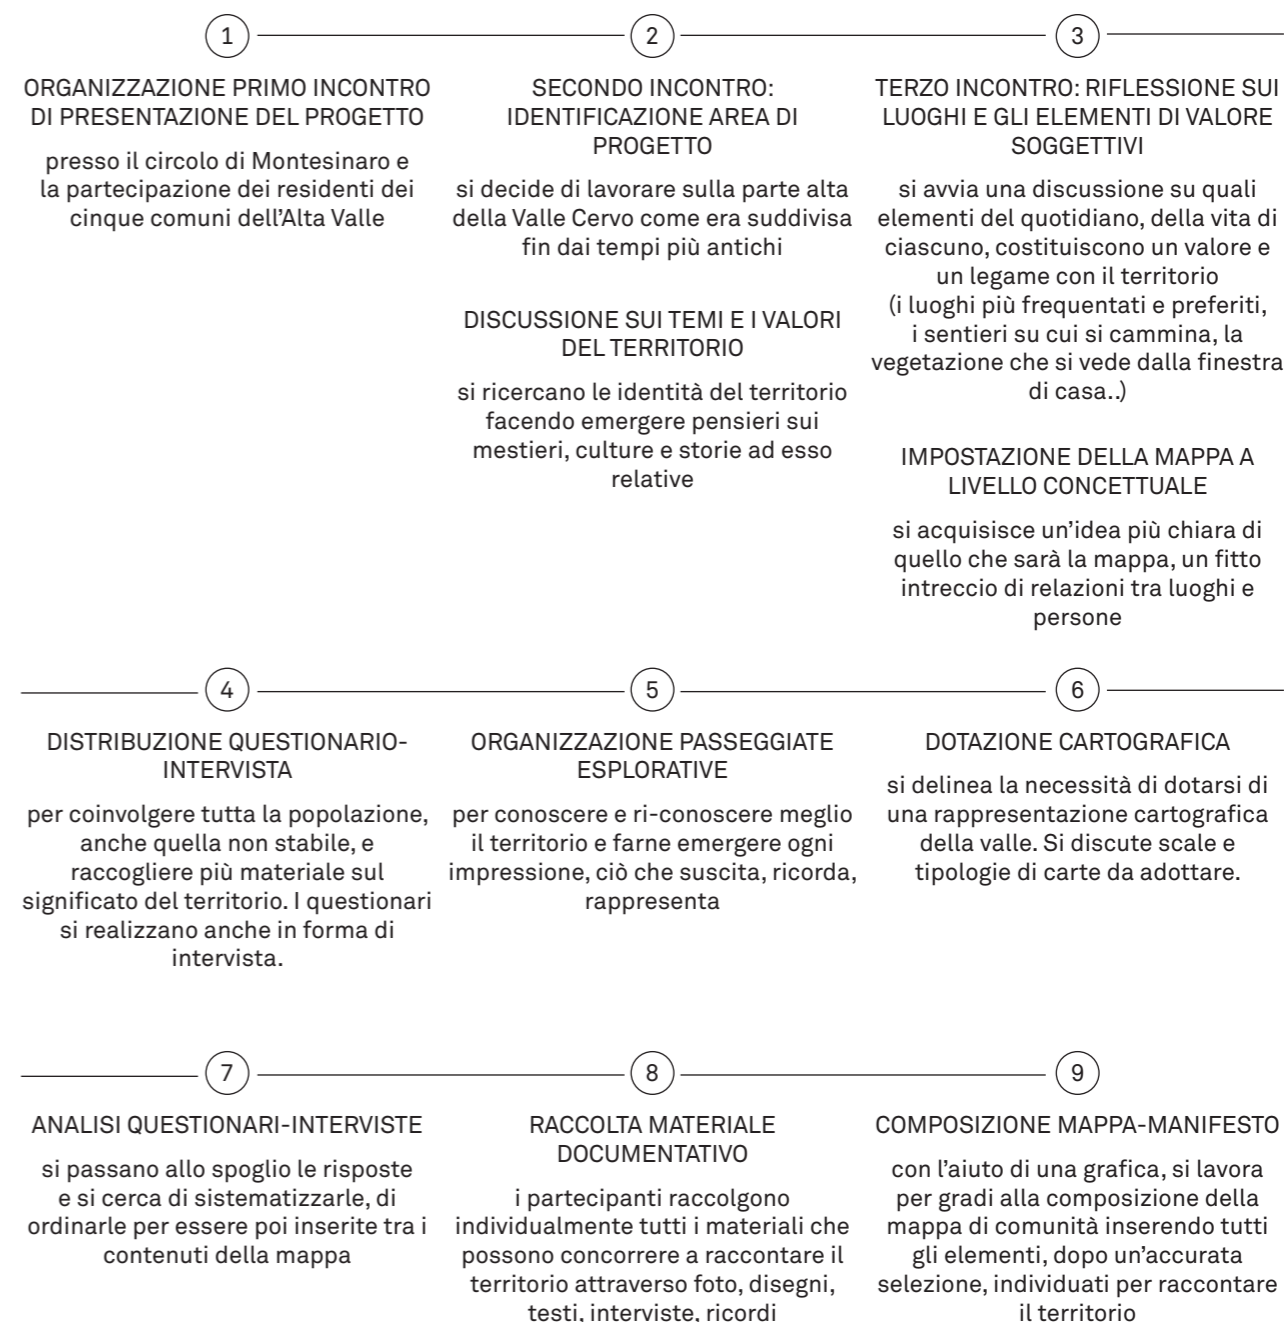 1
ORGANIZZAZIONE PRIMO INCONTRO
DI PRESENTAZIONE DEL PROGETTO
presso il circolo di Montesinaro e
la partecipazione dei residenti dei
cinque comuni dell'Alta Valle
2
SECONDO INCONTRO:
IDENTIFICAZIONE AREA DI
PROGETTO
si decide di lavorare sulla parte alta
della Valle Cervo come era suddivisa
fin dai tempi più antichi
DISCUSSIONE SUI TEMI E I VALORI
DEL TERRITORIO
si ricercano le identità del territorio
facendo emergere pensieri sui
mestieri, culture e storie ad esso
relative
3
TERZO INCONTRO: RIFLESSIONE SUI
LUOGHI E GLI ELEMENTI DI VALORE
SOGGETTIVI
si avvia una discussione su quali
elementi del quotidiano, della vita di
ciascuno, costituiscono un valore e
un legame con il territorio
(i luoghi più frequentati e preferiti,
i sentieri su cui si cammina, la
vegetazione che si vede dalla finestra
di casa..)
IMPOSTAZIONE DELLA MAPPA A
LIVELLO CONCETTUALE
si acquisisce un'idea più chiara di
quello che sarà la mappa, un fitto
intreccio di relazioni tra luoghi e
persone
4
DISTRIBUZIONE QUESTIONARIO-
INTERVISTA
per coinvolgere tutta la popolazione,
anche quella non stabile, e
raccogliere più materiale sul
significato del territorio. I questionari
si realizzano anche in forma di
intervista.
5
ORGANIZZAZIONE PASSEGGIATE
ESPLORATIVE
per conoscere e ri-conoscere meglio
il territorio e farne emergere ogni
impressione, ciò che suscita, ricorda,
rappresenta
6
DOTAZIONE CARTOGRAFICA
si delinea la necessità di dotarsi di
una rappresentazione cartografica
della valle. Si discute scale e
tipologie di carte da adottare.
7
ANALISI QUESTIONARI-INTERVISTE
si passano allo spoglio le risposte
e si cerca di sistematizzarle, di
ordinarle per essere poi inserite tra i
contenuti della mappa
8
RACCOLTA MATERIALE
DOCUMENTATIVO
i partecipanti raccolgono
individualmente tutti i materiali che
possono concorrere a raccontare il
territorio attraverso foto, disegni,
testi, interviste, ricordi
9
COMPOSIZIONE MAPPA-MANIFESTO
con l'aiuto di una grafica, si lavora
per gradi alla composizione della
mappa di comunità inserendo tutti
gli elementi, dopo un'accurata
selezione, individuati per raccontare
il territorio